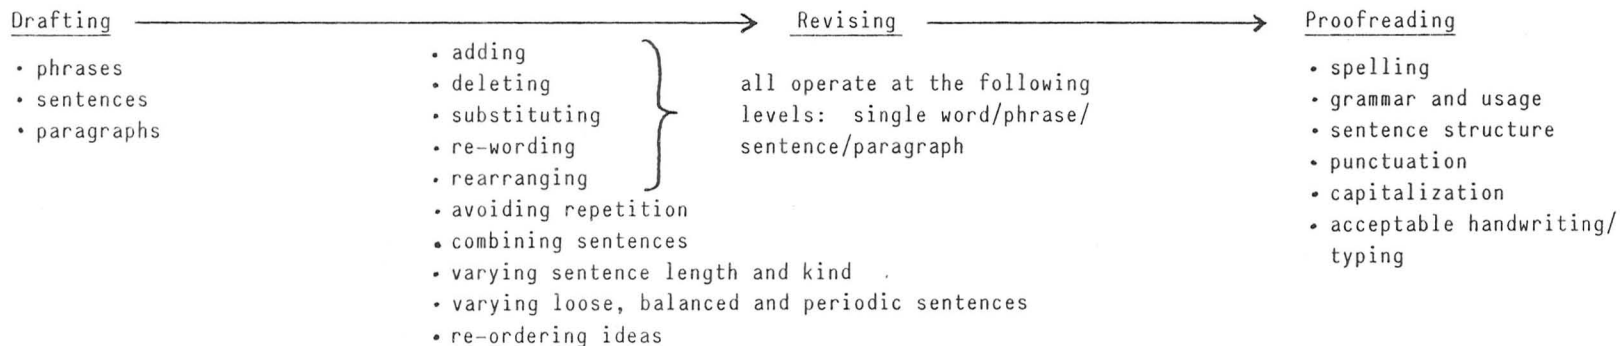 Drafting
• phrases
• sentences
• paragraphs
Revising
• adding
• deleting
• substituting
• re-wording
• rearranging
all operate at the following
levels: single word/phrase/
sentence/paragraph
• avoiding repetition
• combining sentences
• varying sentence length and kind
• varying loose, balanced and periodic sentences
• re-ordering ideas
Proofreading
• spelling
• grammar and usage
• sentence structure
• punctuation
• capitalization
• acceptable handwriting/
typing